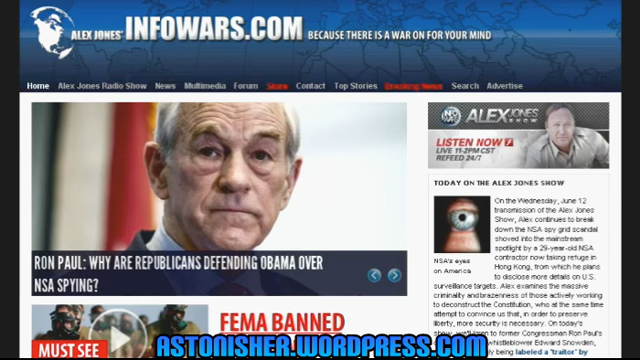 ALEX JONES' INFOWARS.COM BECAUSE THERE IS A WAR ON FOR YOUR MIND
Home Alex Jones Radio Show News Multimedia Forum Store Contact Top Stories Breaking News Search Advertise
ALEXJONES
SHOW
LISTEN NOW
LIVE 11-2PM CST
REFEED 24/7
RON PAUL: WHY ARE REPUBLICANS DEFENDING OBAMA OVER
NSA SPYING?
TODAY ON THE ALEX JONES SHOW
On the Wednesday, June 12
transmission of the Alex Jones
Show, Alex continues to break
down the NSA spy grid scandal
shoved into the mainstream
spotlight by a 29-year-old NSA
contractor now taking refuge in
Hong Kong, from which he plans
to disclose more details on U.S.
NSA's eyes
on America
surveillance targets. Alex examines the massive
criminality and brazenness of those actively working
to deconstruct the Constitution, who at the same time
attempt to convince us that, in order to preserve
liberty, more security is necessary. On today's
to former Congressman Ron Paul's
whistleblower Edward Snowden,
being labeled a "traitor" by
FEMA BANNED
MUST SEE
ASTONISHER.WORDPRESS.COM